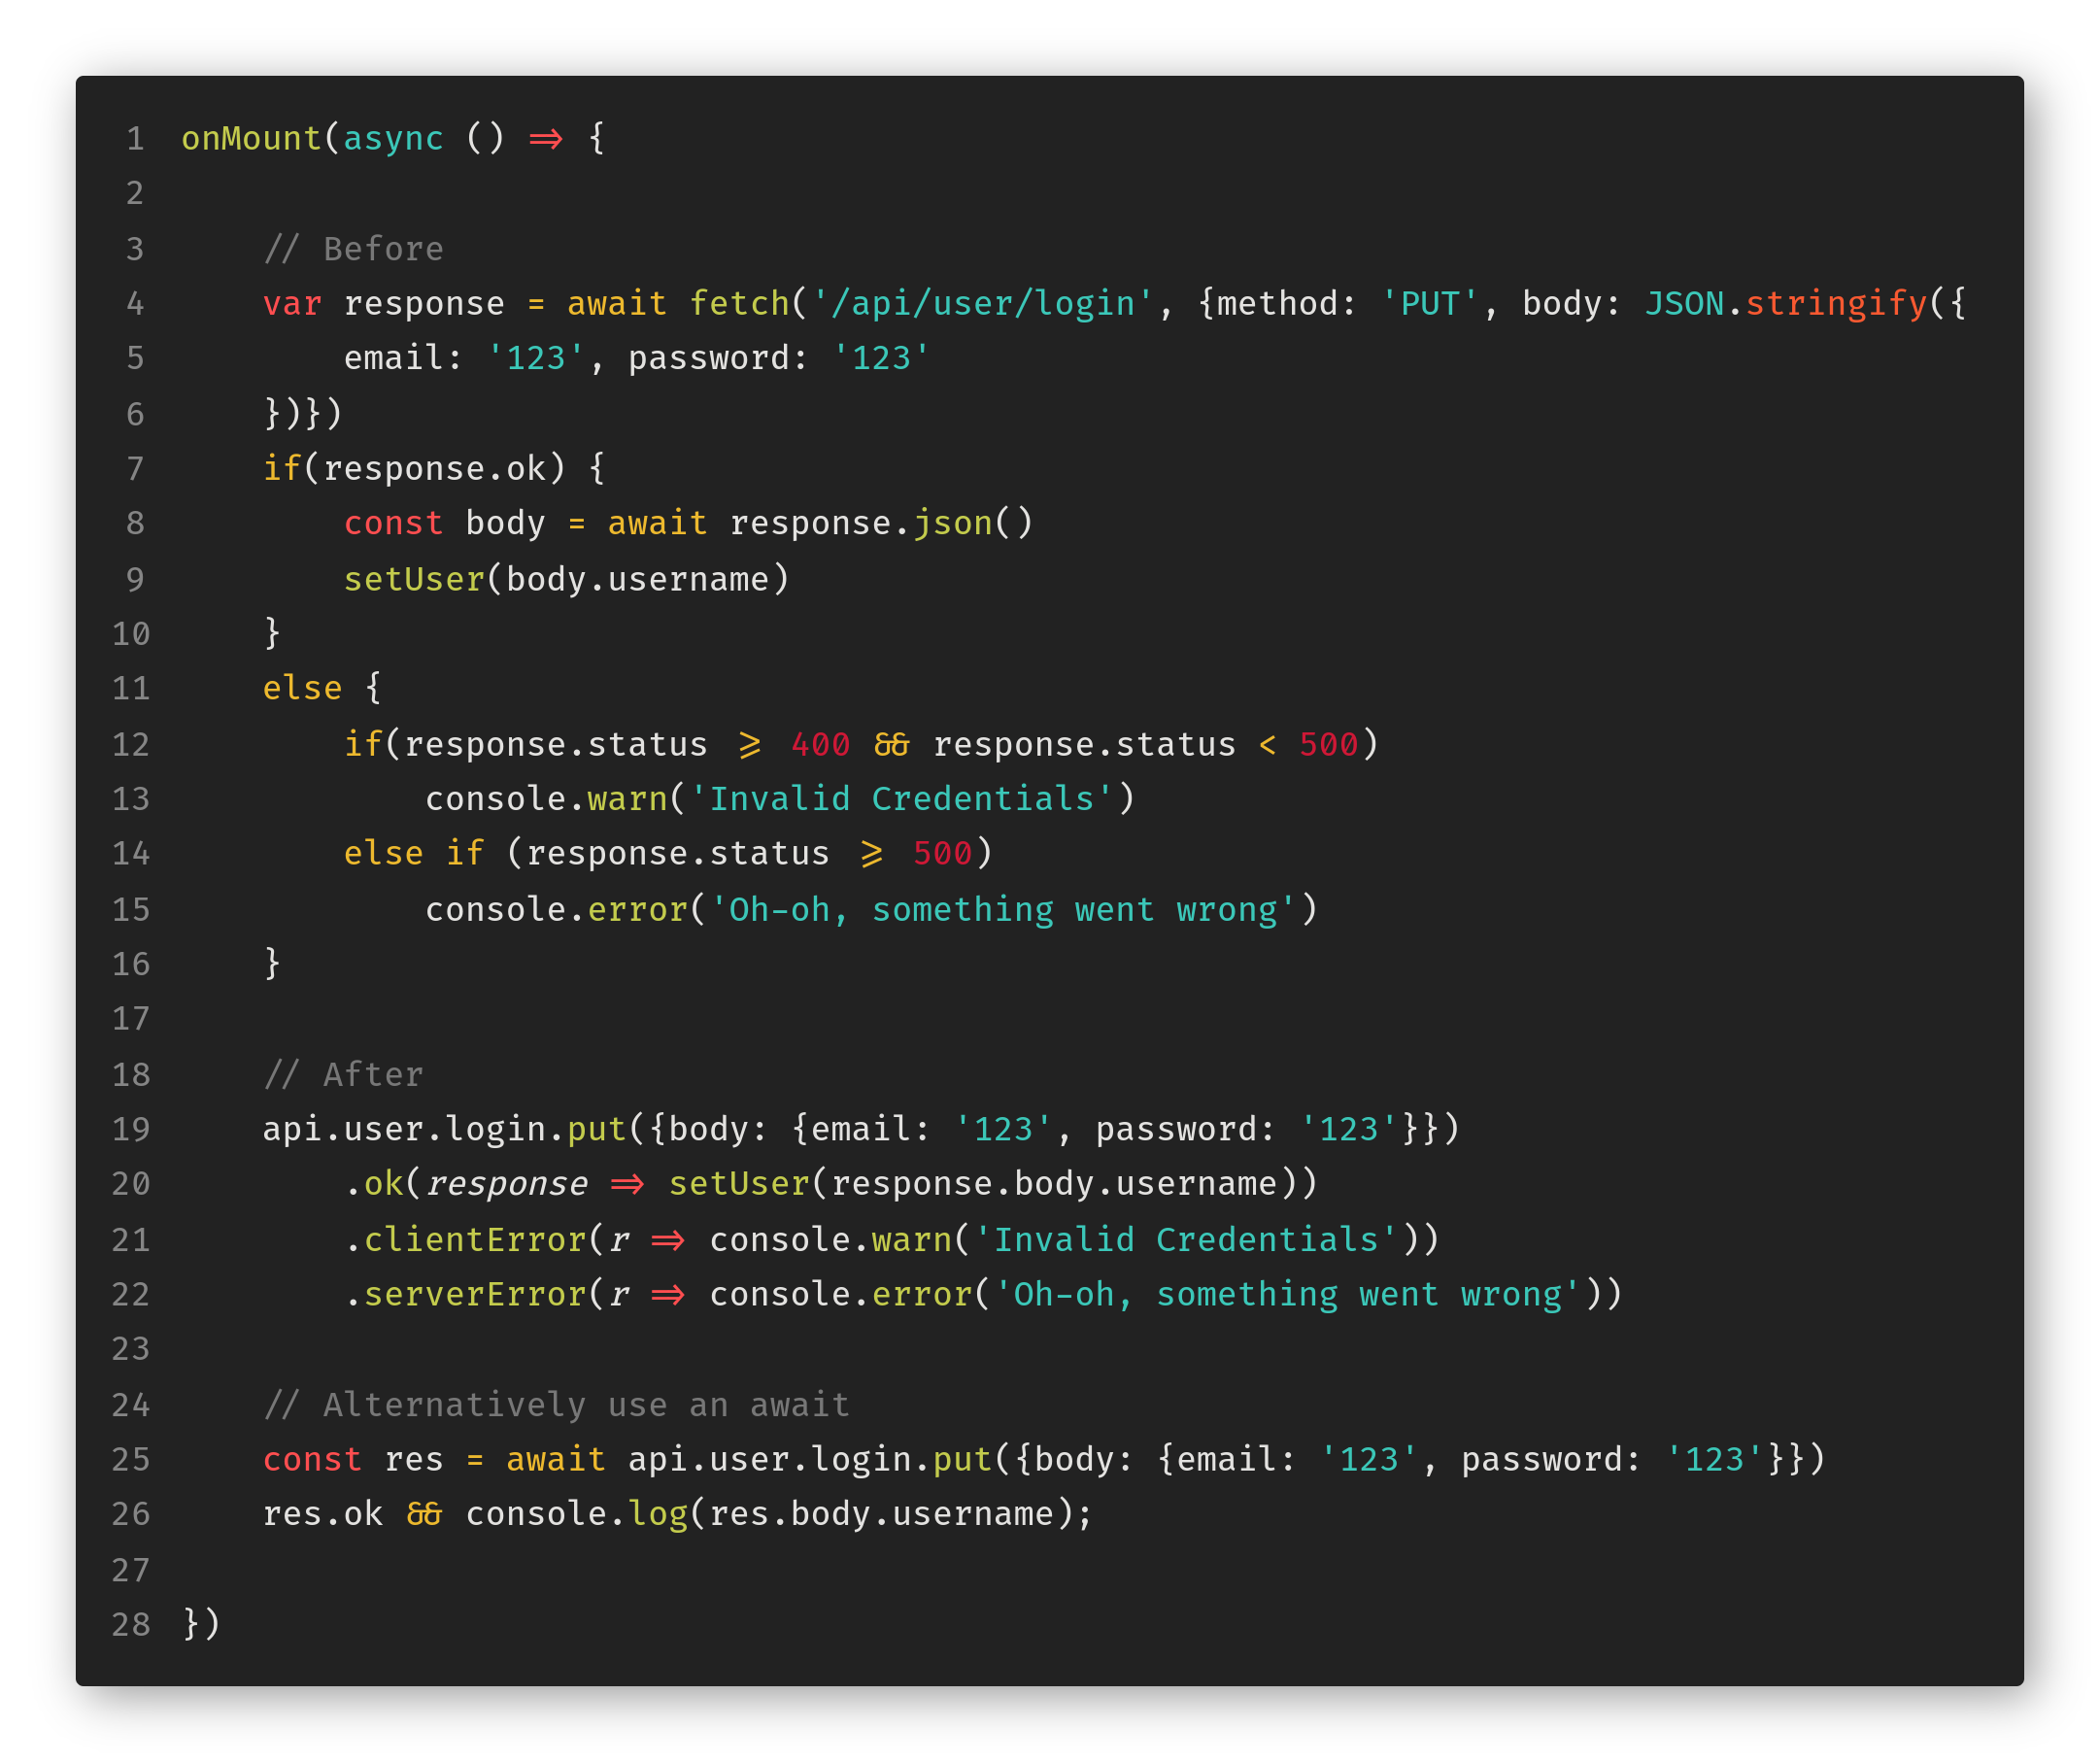 1 onMount(async () => {
2
3     // Before
4     var response = await fetch('/api/user/login', {method: 'PUT', body: JSON.stringify({
5         email: '123', password: '123'
6     })})
7     if(response.ok) {
8         const body = await response.json()
9         setUser(body.username)
10     }
11     else {
12         if(response.status >= 400 && response.status < 500)
13             console.warn('Invalid Credentials')
14         else if (response.status >= 500)
15             console.error('Oh-oh, something went wrong')
16     }
17
18     // After
19     api.user.login.put({body: {email: '123', password: '123'}})
20         .ok(response => setUser(response.body.username))
21         .clientError(r => console.warn('Invalid Credentials'))
22         .serverError(r => console.error('Oh-oh, something went wrong'))
23
24     // Alternatively use an await
25     const res = await api.user.login.put({body: {email: '123', password: '123'}})
26     res.ok && console.log(res.body.username);
27
28 })